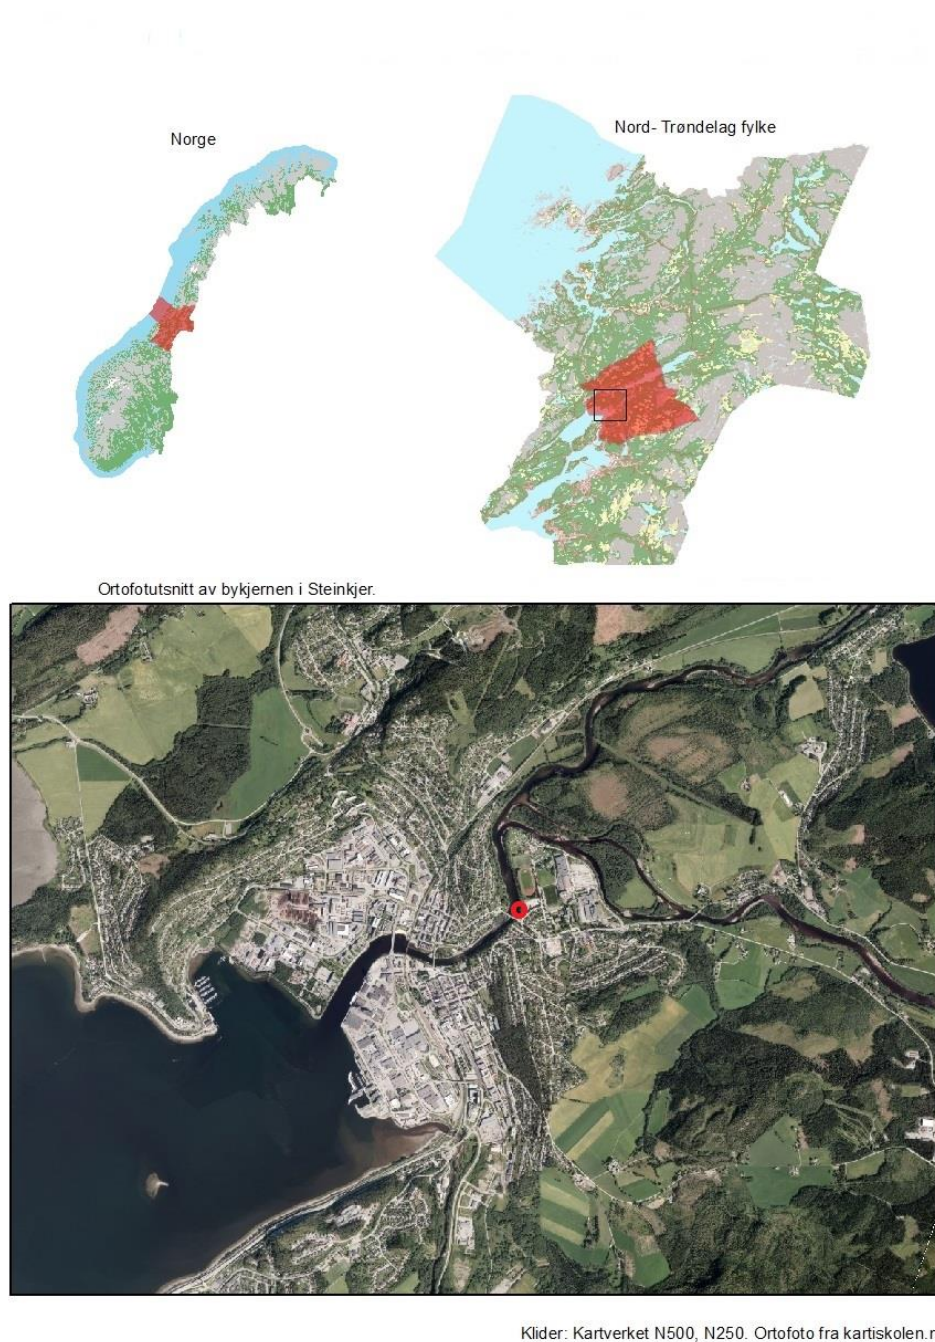 Norge
Nord- Trøndelag fylke
Ortofotutsnitt av bykjernen i Steinkjer.
Klider: Kartverket N500, N250. Ortofoto fra kartiskolen.n